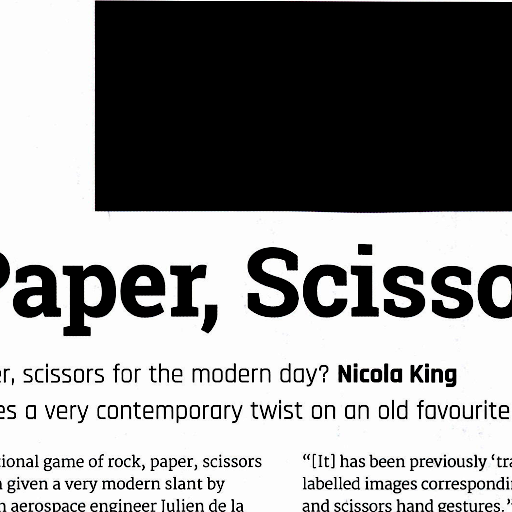 Paper, Scisso
er, scissors for the modern day? Nicola King
es a very contemporary twist on an old favourite
tional game of rock, paper, scissors
n given a very modern slant by
n aerospace engineer Julien de la
“[It] has been previously ‘tra
labelled images correspondin
and scissors hand gestures.”